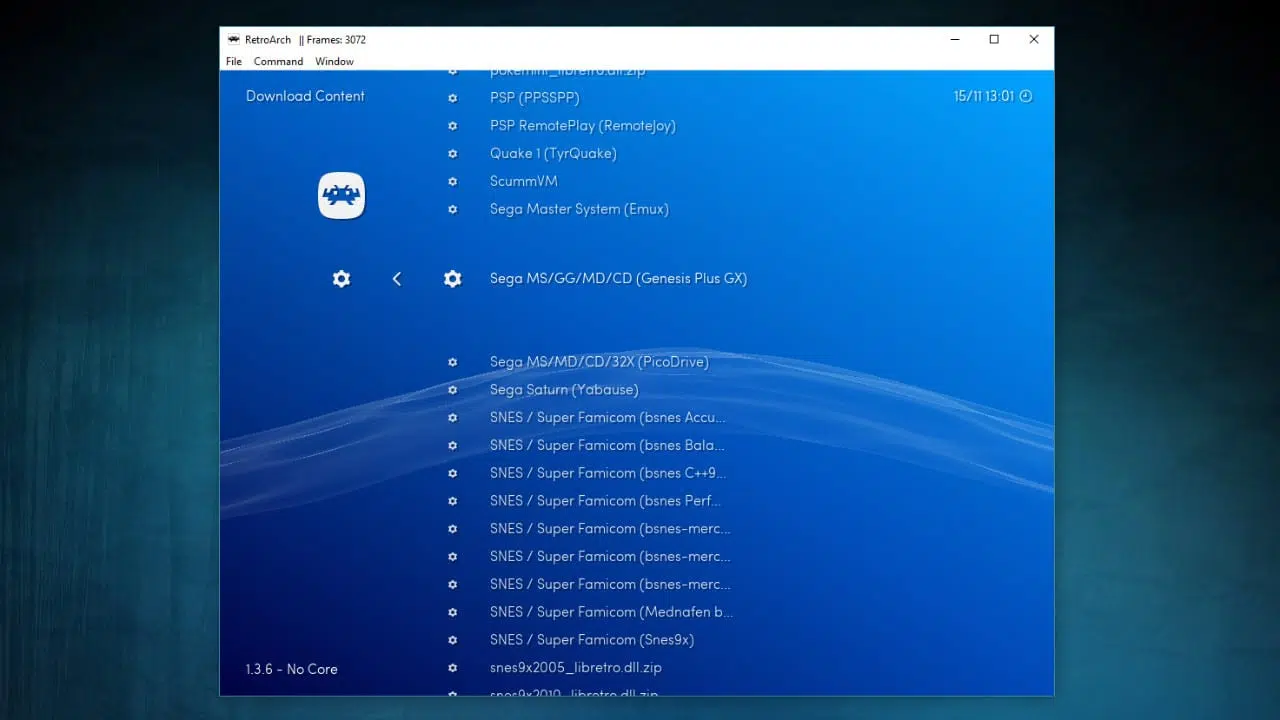 RetroArch || Frames: 3072
File Command Window
pokemini_libretro.dll.zip
Download Content
PSP (PPSSPP)
15/11 13:01
PSP RemotePlay (RemoteJoy)
Quake 1 (TyrQuake)
ScummVM
Sega Master System (Emux)
Sega MS/GG/MD/CD (Genesis Plus GX)
Sega MS/MD/CD/32X (PicoDrive)
Sega Saturn (Yabause)
SNES / Super Famicom (bsnes Accu...
SNES / Super Famicom (bsnes Bala...
SNES / Super Famicom (bsnes C++9...
SNES / Super Famicom (bsnes Perf...
SNES / Super Famicom (bsnes-merc...
SNES / Super Famicom (bsnes-merc...
SNES / Super Famicom (bsnes-merc...
SNES / Super Famicom (Mednafen b...
SNES / Super Famicom (Snes9x)
snes9x2005_libretro.dll.zip
1.3.6 - No Core
snes9x2010_libretro.dll.zip